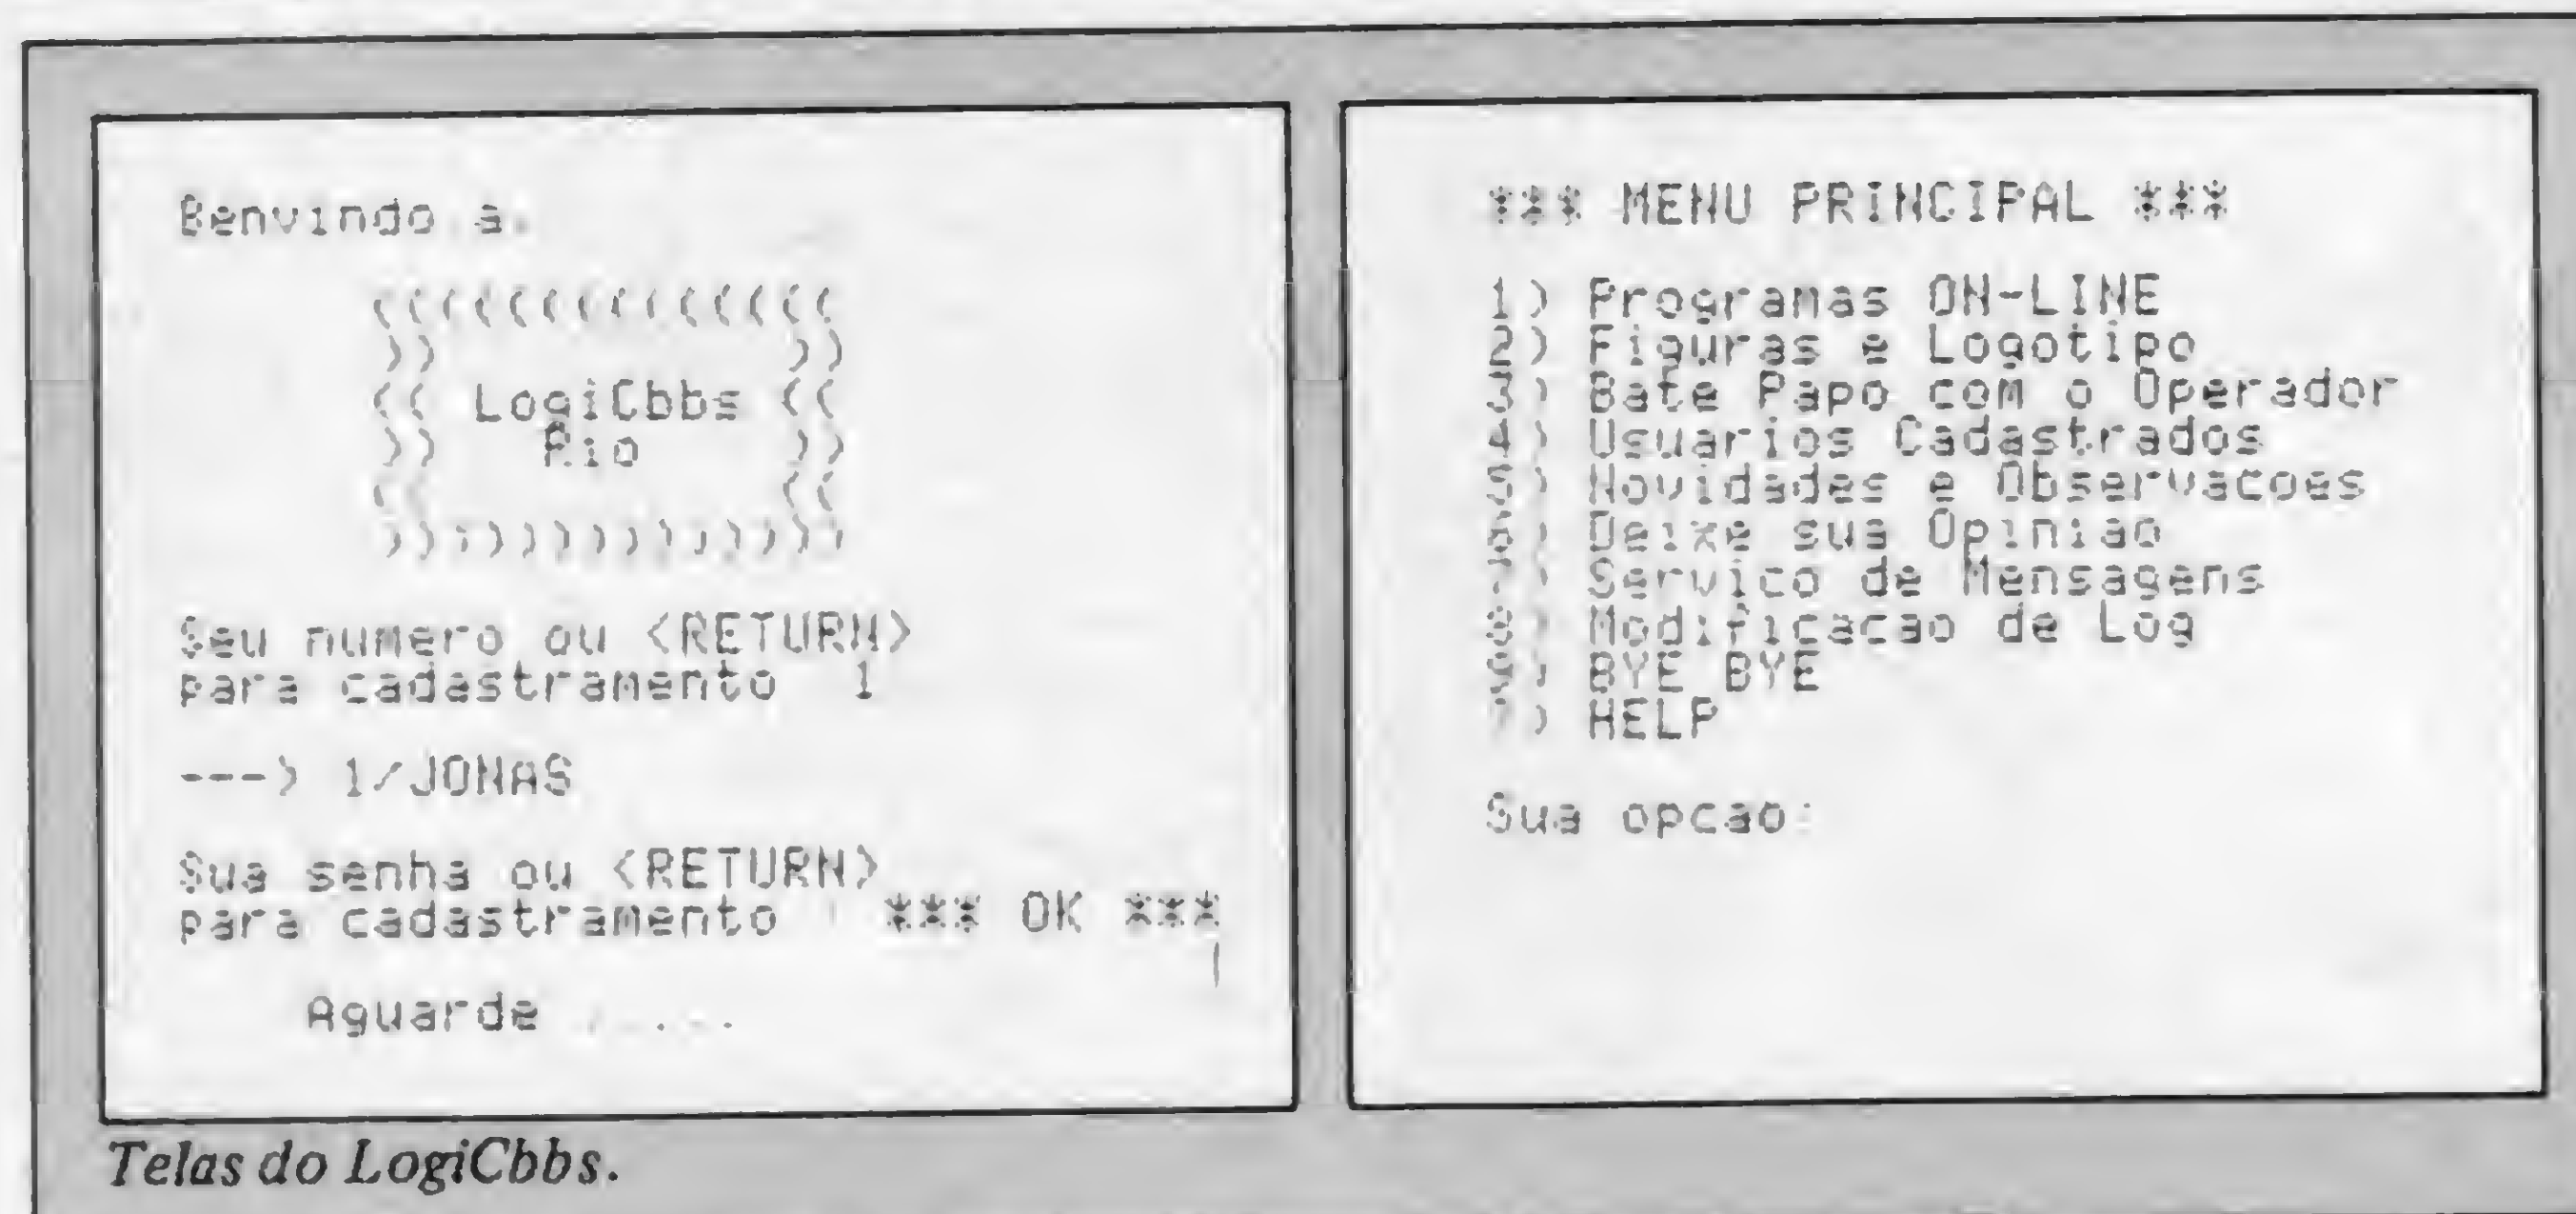 Benvindo a:
((((((((((((((
))          ))
(( LogiCbbs ((
))   Rio    ))
((          ((
))))))))))))))
Seu numero ou <RETURN>
para cadastramento 1
---> 1/JONAS
Sua senha ou <RETURN>
para cadastramento : *** OK ***
Aguarde .....
*** MENU PRINCIPAL ***
1) Programas ON-LINE
2) Figuras e Logotipo
3) Bate Papo com o Operador
4) Usuarios Cadastrados
5) Novidades e Observacoes
6) Deixe sua Opiniao
7) Servico de Mensagens
8) Modificacao de Log
9) BYE BYE
?) HELP
Sua opcao:
Telas do LogiCbbs.